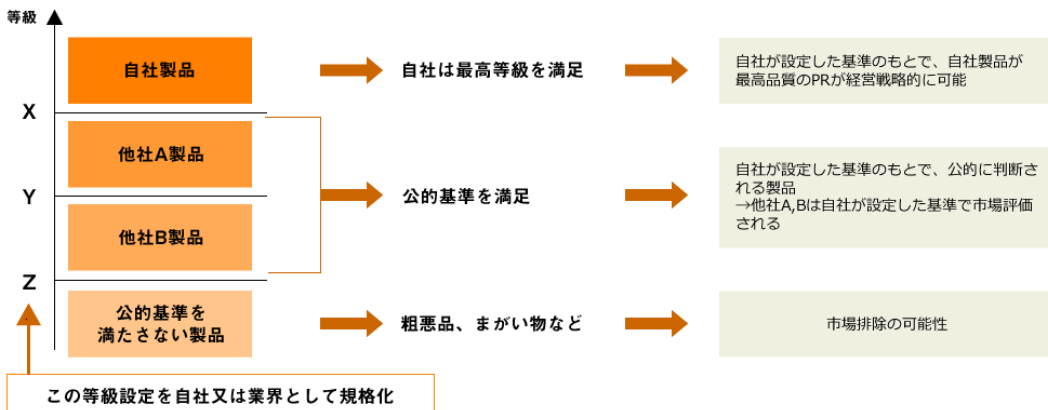 等級
自社製品
自社は最高等級を満足
自社が設定した基準のもとで、自社製品が
最高品質のPRが経営戦略的に可能
X
他社A製品
Y
公的基準を満足
自社が設定した基準のもとで、公的に判断さ
れる製品
→他社A,Bは自社が設定した基準で市場評価
される
他社B製品
Z
公的基準を
満たさない製品
粗悪品、まがい物など
市場排除の可能性
この等級設定を自社又は業界として規格化